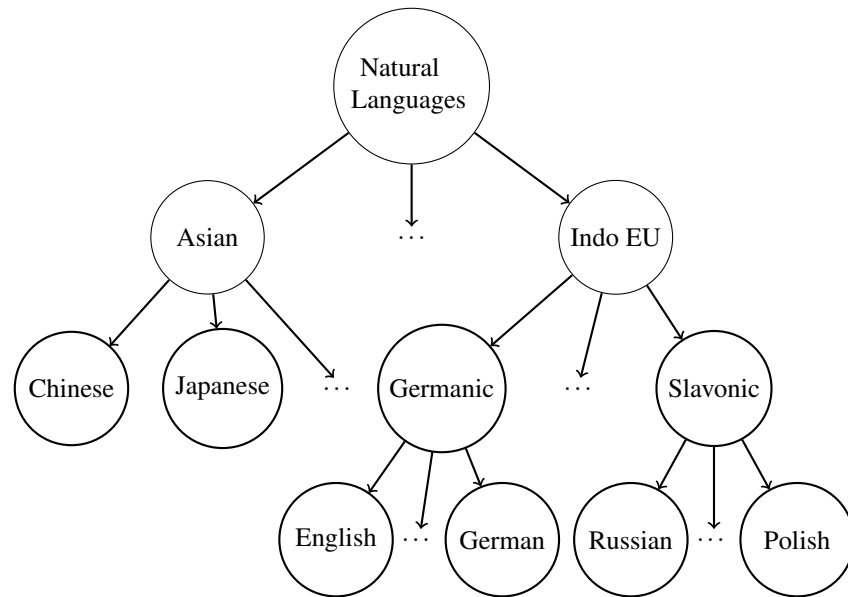 Natural
Languages
Asian
...
Indo EU
Chinese
Japanese
...
Germanic
...
Slavonic
English
...
German
Russian
...
Polish